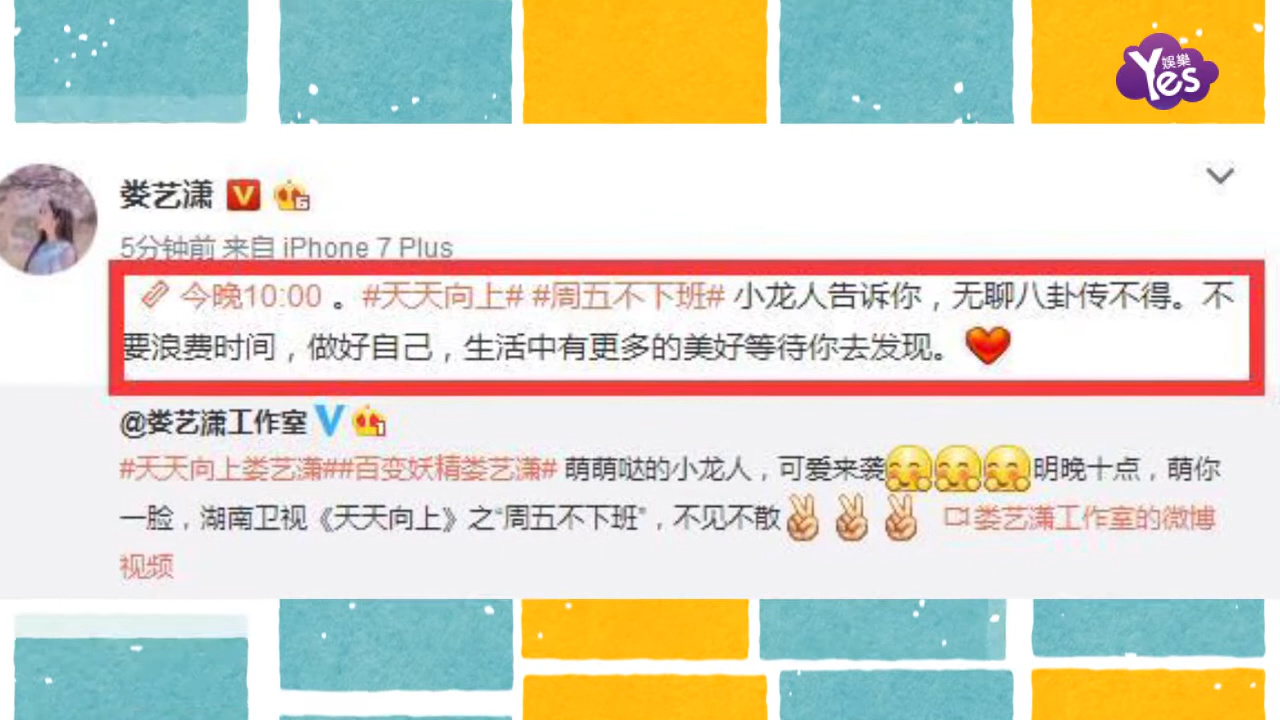 Yes娛樂
娄艺潇
5分钟前 来自 iPhone 7 Plus
今晚10:00 。#天天向上# #周五不下班# 小龙人告诉你，无聊八卦传不得。不
要浪费时间，做好自己，生活中有更多的美好等待你去发现。
@娄艺潇工作室
#天天向上娄艺潇##百变妖精娄艺潇# 萌萌哒的小龙人，可爱来袭明晚十点，萌你
一脸，湖南卫视《天天向上》之“周五不下班”，不见不散 娄艺潇工作室的微博
视频